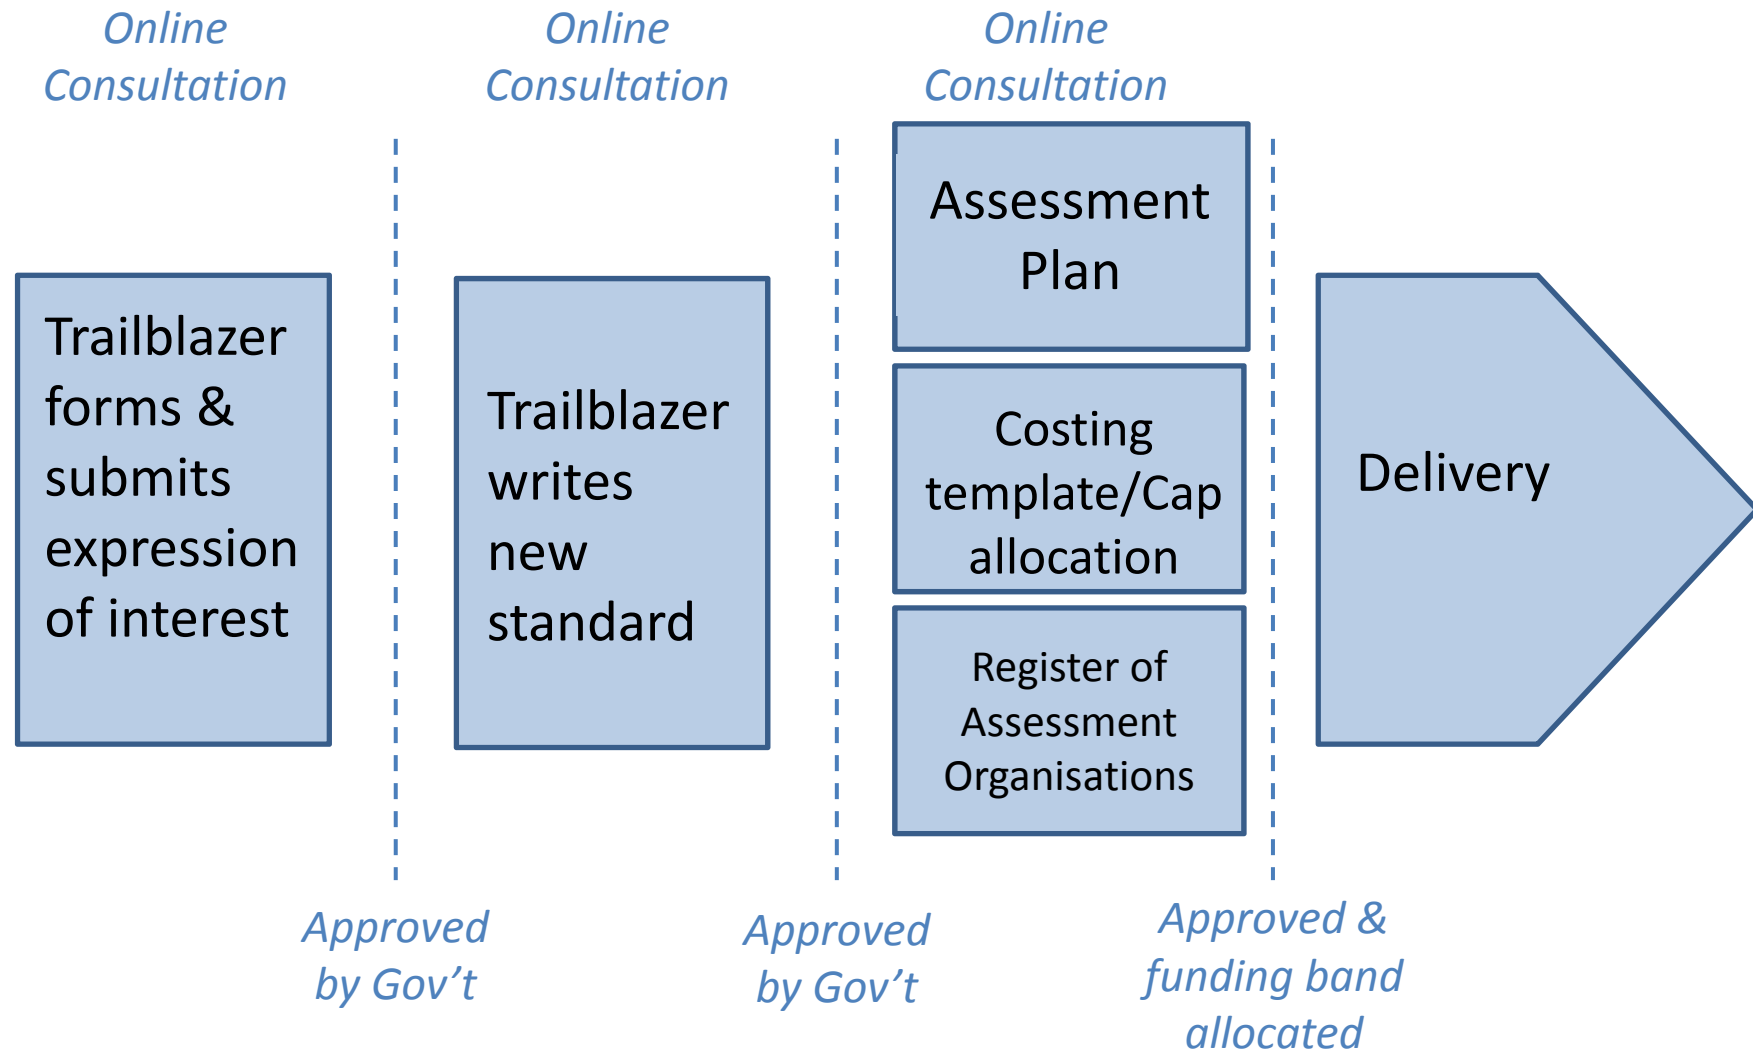 Online
Consultation
Online
Consultation
Online
Consultation
Trailblazer
forms &
submits
expression
of interest
Trailblazer
writes
new
standard
Assessment
Plan
Costing
template/Cap
allocation
Register of
Assessment
Organisations
Delivery
Approved
by Gov’t
Approved
by Gov’t
Approved &
funding band
allocated